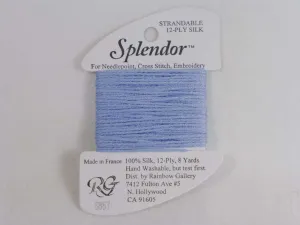 STRANDABLE
12-PLY SILK
Splendor™
For Needlepoint, Cross Stitch, Embroidery
Made in France
100% Silk, 12-Ply, 8 Yards
Hand Washable, but test first
Dist. by Rainbow Gallery
7412 Fulton Ave #5
N. Hollywood
CA 91605
RG